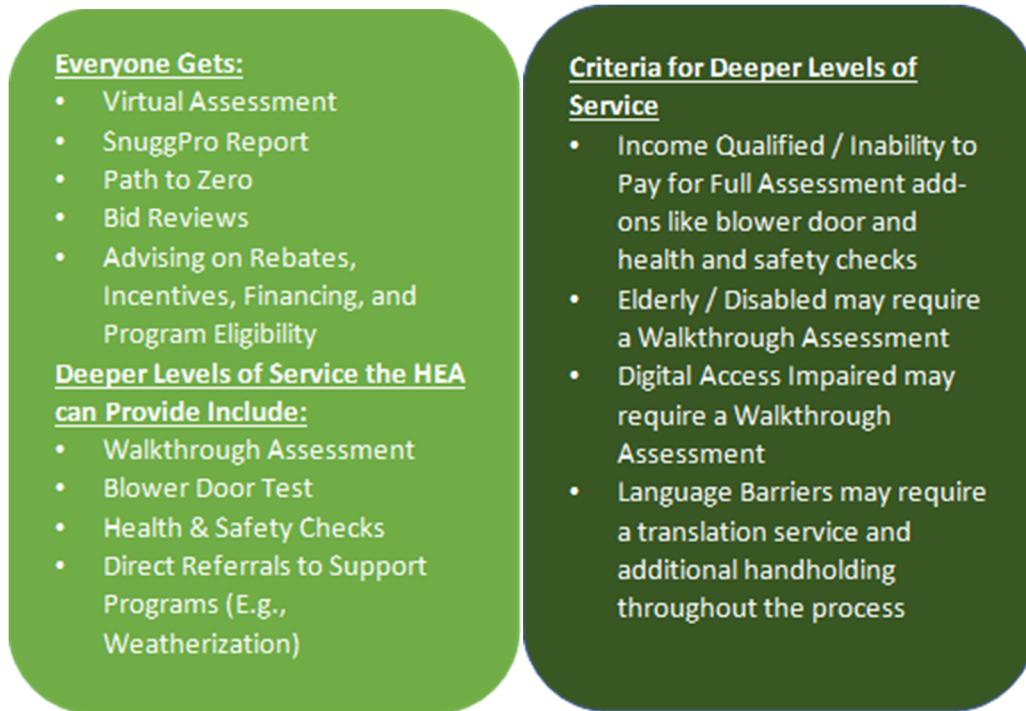 Everyone Gets:
• Virtual Assessment
• SnuggPro Report
• Path to Zero
• Bid Reviews
• Advising on Rebates,
Incentives, Financing, and
Program Eligibility
Deeper Levels of Service the HEA
can Provide Include:
• Walkthrough Assessment
• Blower Door Test
• Health & Safety Checks
• Direct Referrals to Support
Programs (E.g.,
Weatherization)
Criteria for Deeper Levels of
Service
• Income Qualified / Inability to
Pay for Full Assessment add-
ons like blower door and
health and safety checks
• Elderly / Disabled may require
a Walkthrough Assessment
• Digital Access Impaired may
require a Walkthrough
Assessment
• Language Barriers may require
a translation service and
additional handholding
throughout the process